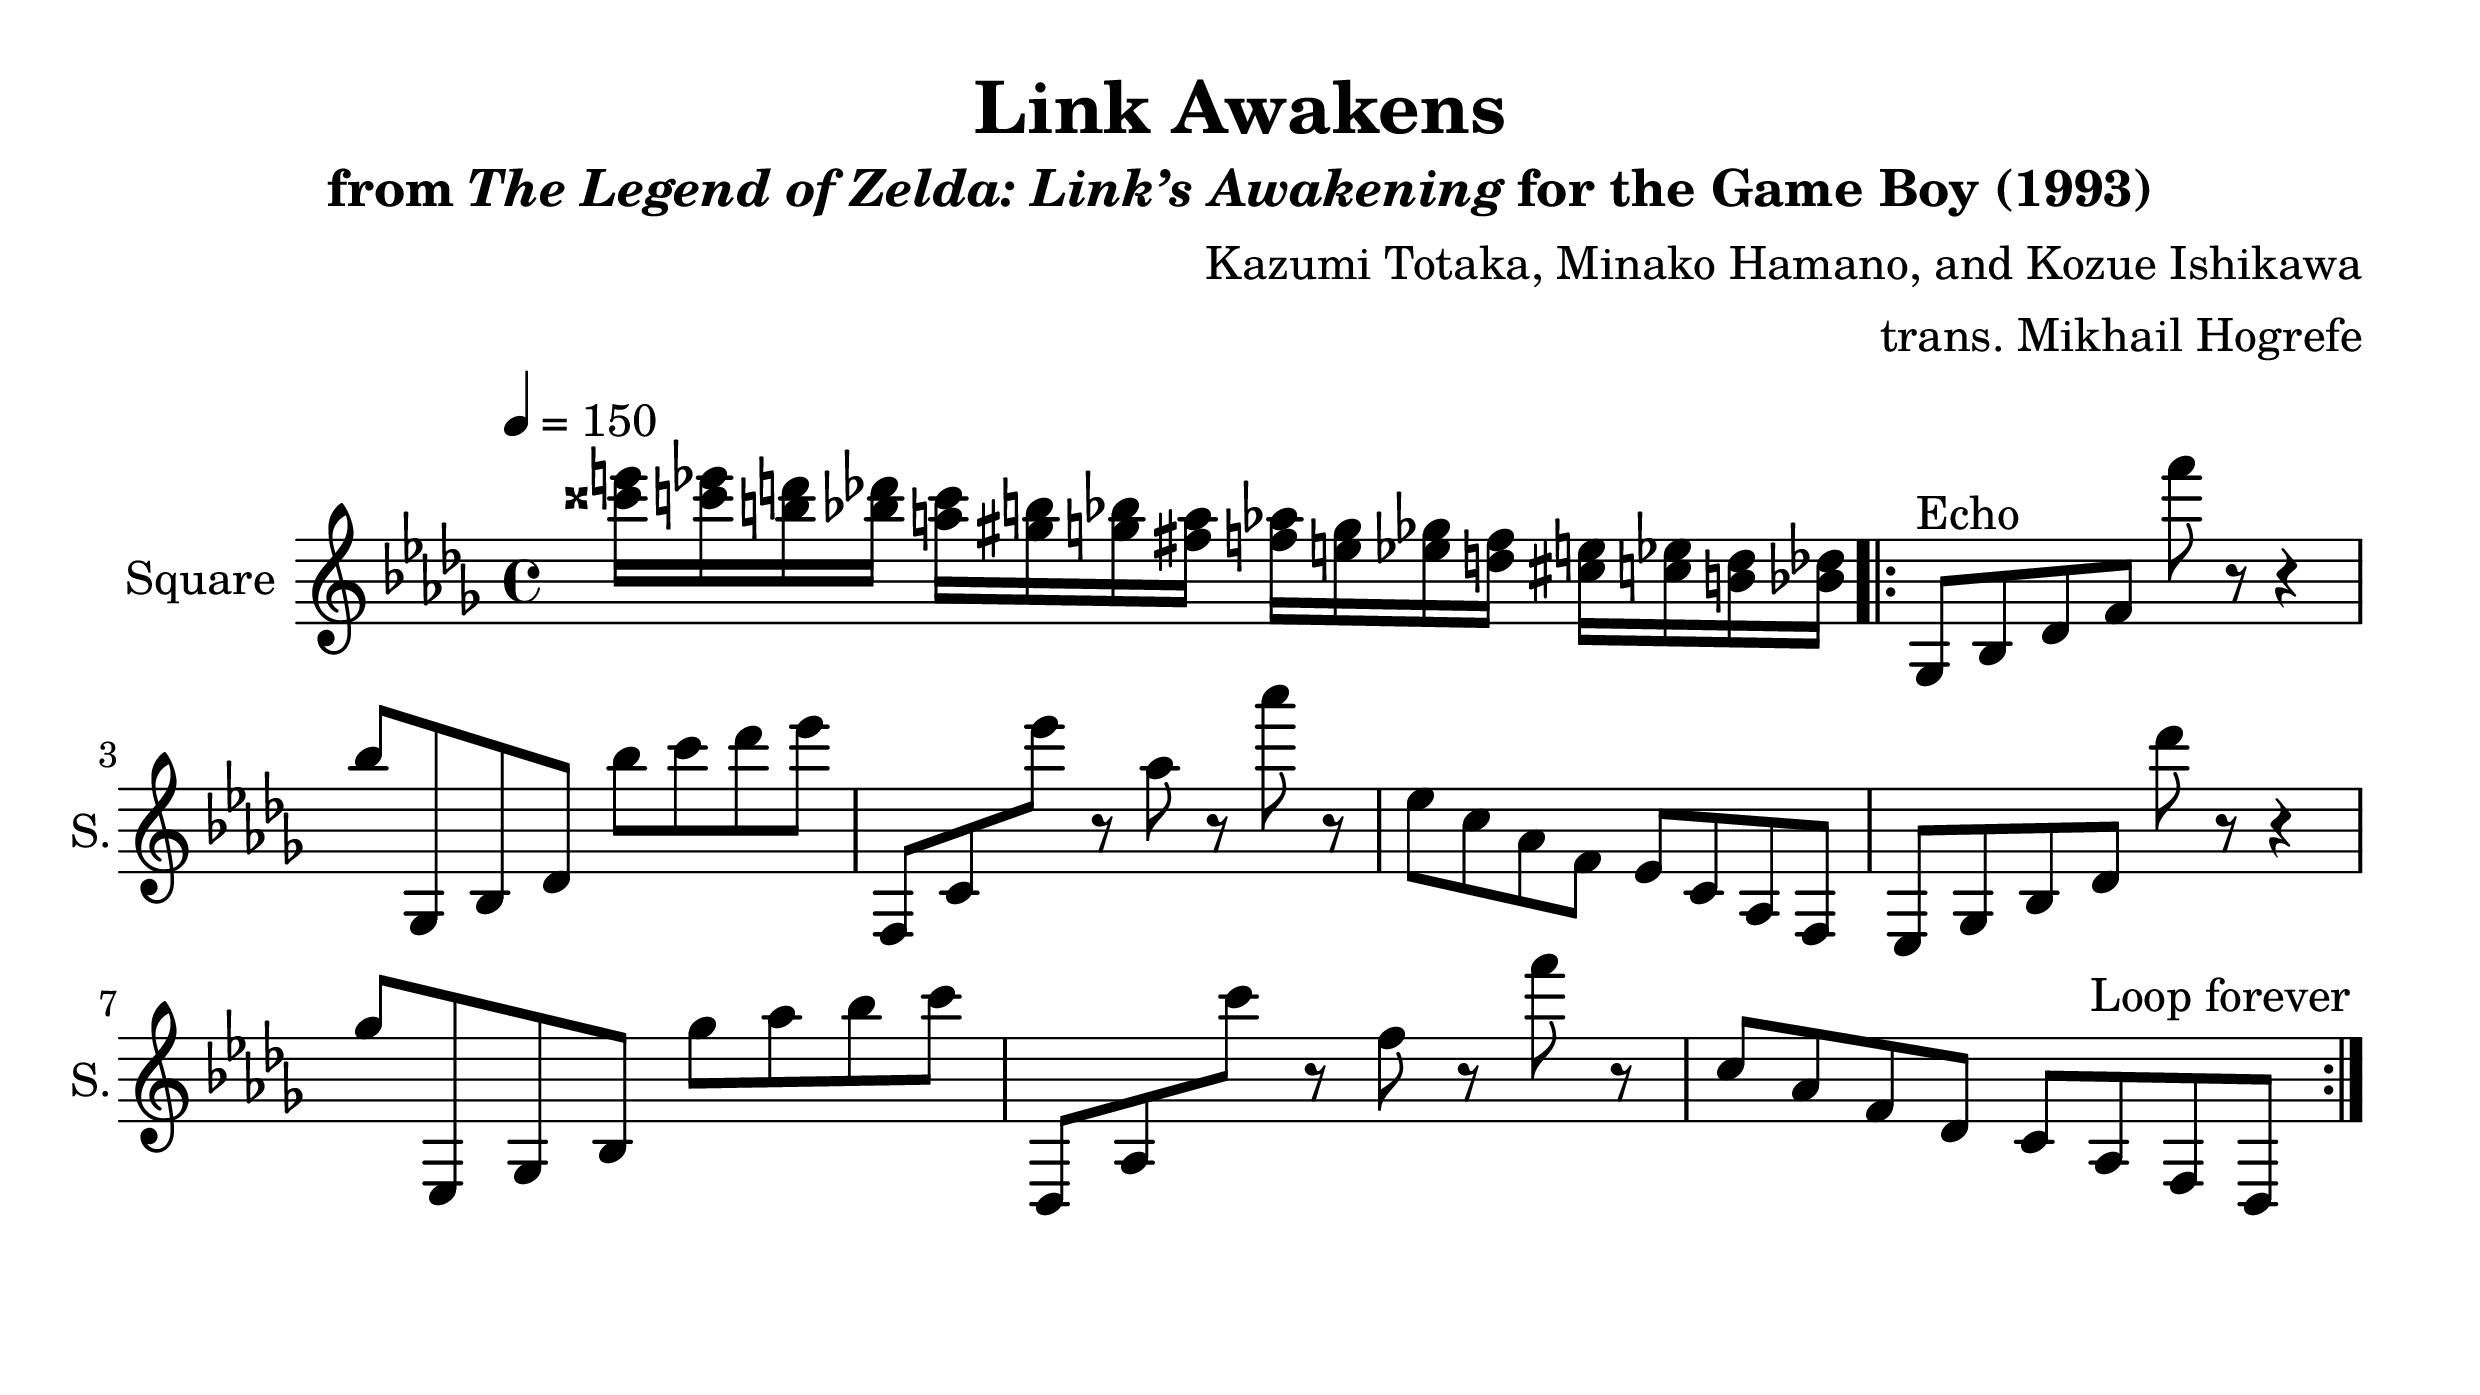 Link Awakens
from The Legend of Zelda: Link’s Awakening for the Game Boy (1993)
Kazumi Totaka, Minako Hamano, and Kozue Ishikawa
trans. Mikhail Hogrefe
= 150
Echo
Square
3
S.
7
Loop forever
S.